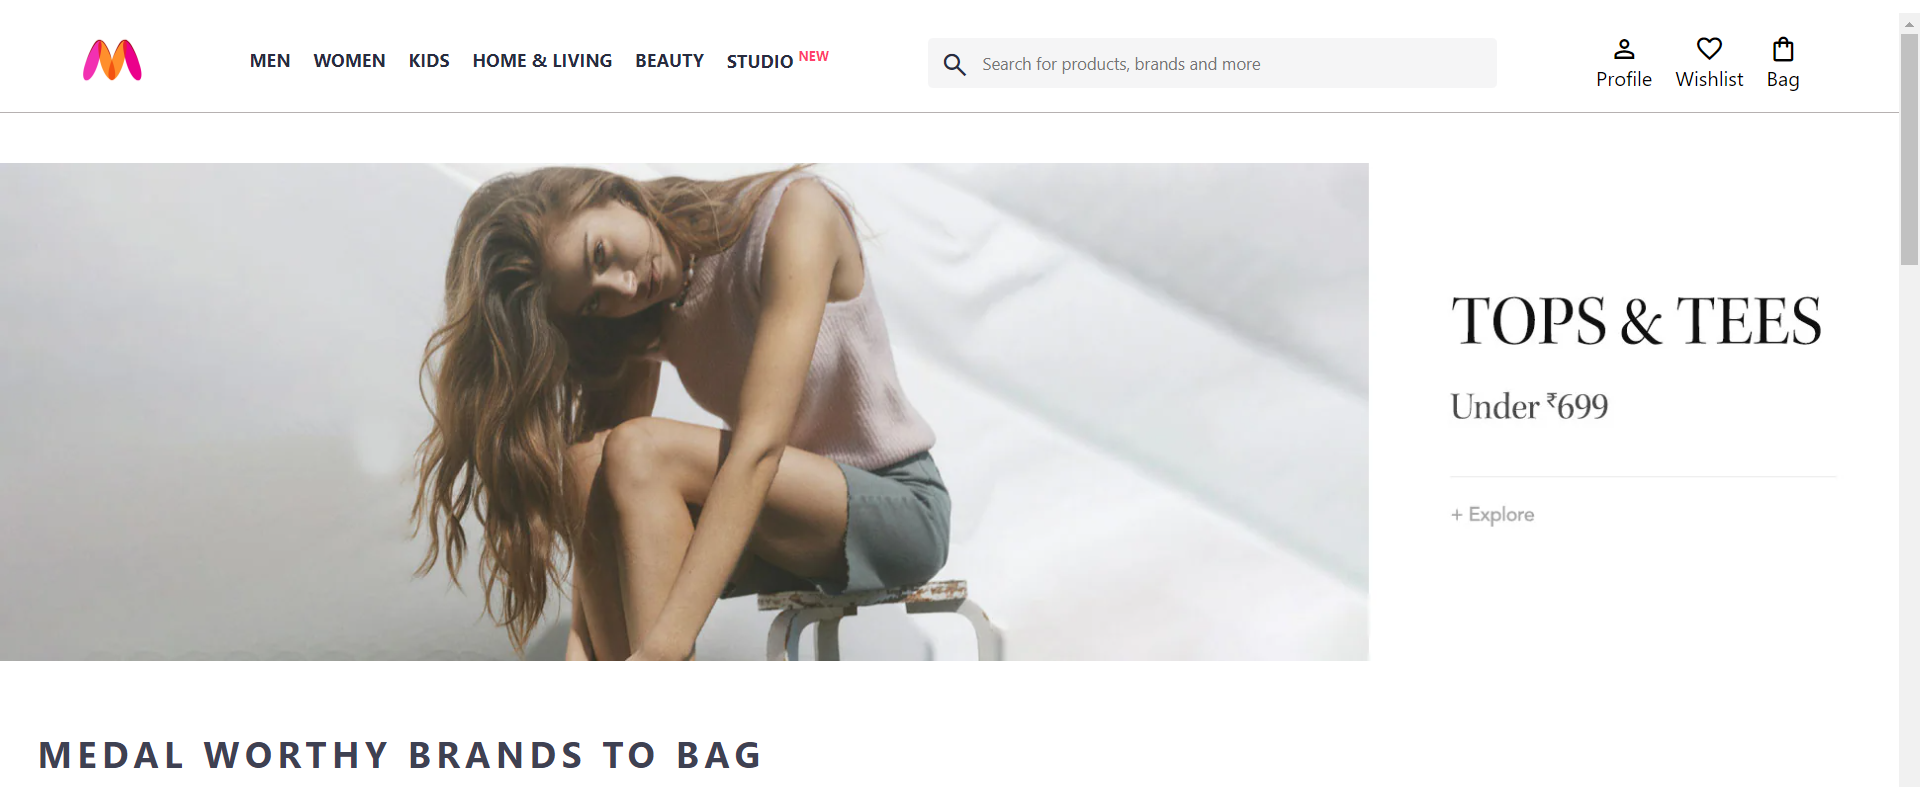 MEN WOMEN KIDS HOME & LIVING BEAUTY STUDIO NEW
Search for products, brands and more
Profile Wishlist Bag
TOPS & TEES
Under ₹699
+ Explore
MEDAL WORTHY BRANDS TO BAG